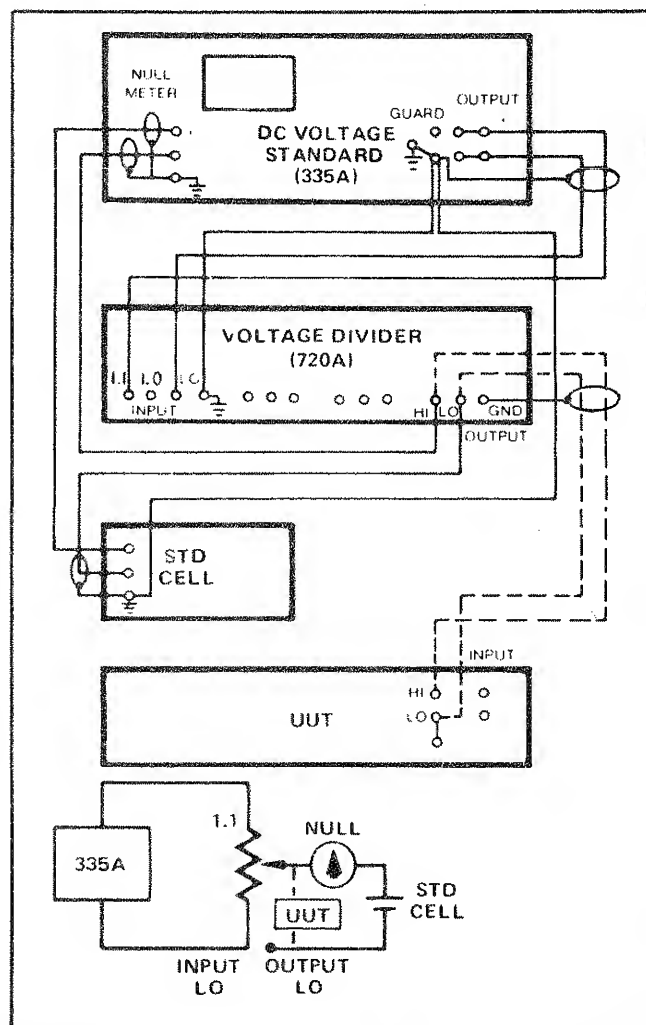 NULL METER
GUARD OUTPUT
DC VOLTAGE
STANDARD
(335A)
VOLTAGE DIVIDER
(720A)
1.1 1.0 LO
INPUT
HI LO GND
OUTPUT
STD
CELL
INPUT
HI
UUT
LO
1.1
NULL
335A
STD
CELL
UUT
INPUT OUTPUT
LO LO